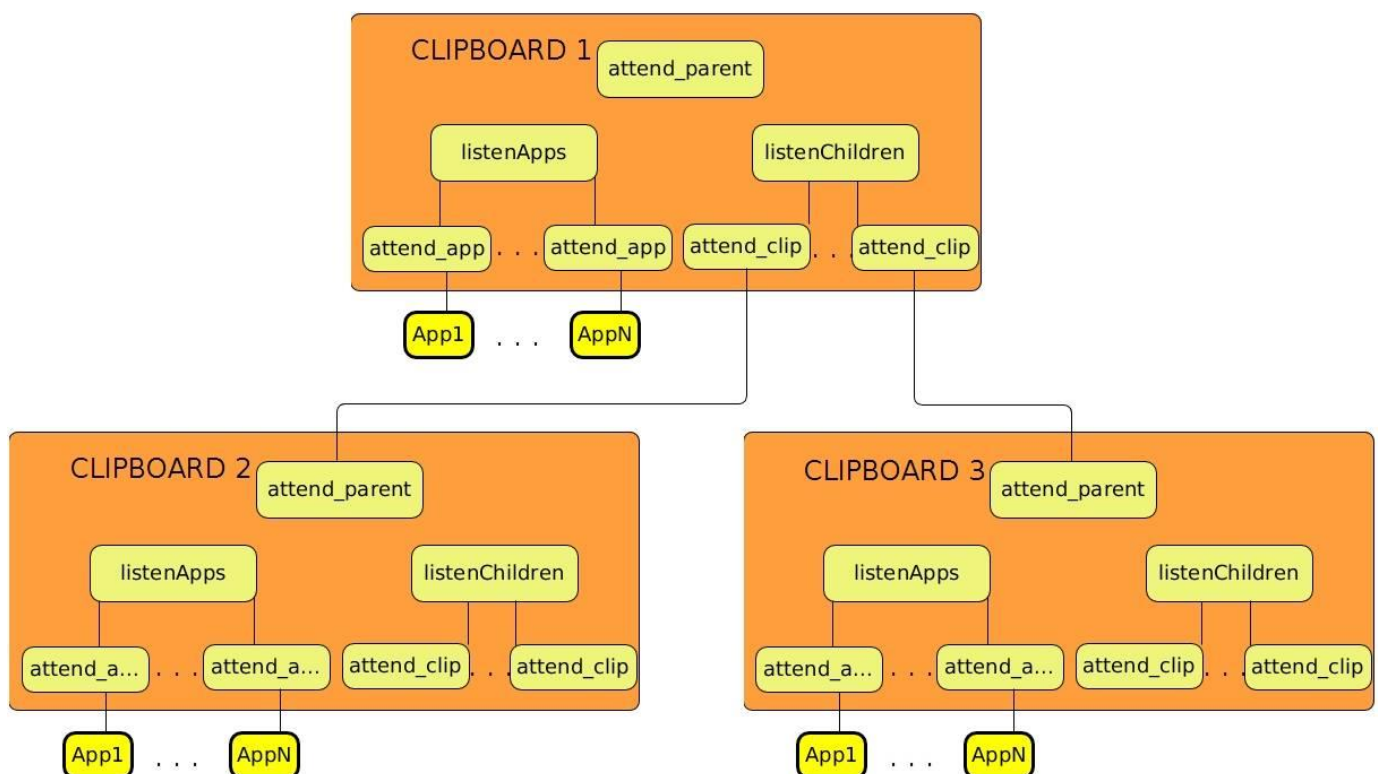 CLIPBOARD 1
attend_parent
listenApps
listenChildren
attend_app . . . attend_app
attend_clip . . . attend_clip
App1 . . . AppN
CLIPBOARD 2
attend_parent
listenApps
listenChildren
attend_a... . . . attend_a...
attend_clip . . . attend_clip
App1 . . . AppN
CLIPBOARD 3
attend_parent
listenApps
listenChildren
attend_a... . . . attend_a...
attend_clip . . . attend_clip
App1 . . . AppN